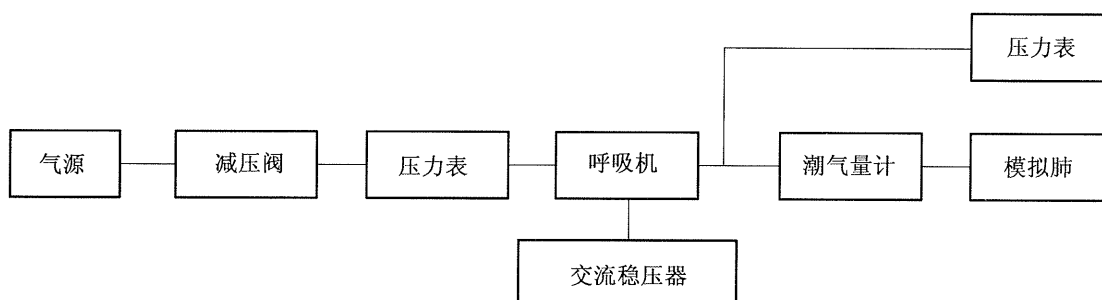 压力表
气源
减压阀
压力表
呼吸机
潮气量计
模拟肺
交流稳压器